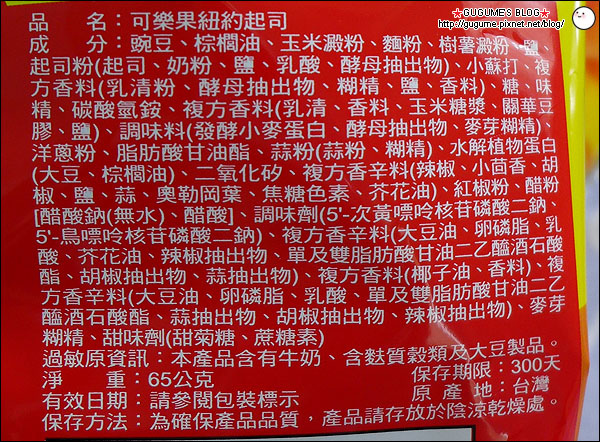 ★GUGUME'S BLOG★
http://gugume.pixnet.net/blog/
品　　名：可樂果紐約起司
成　　分：豌豆、棕櫚油、玉米澱粉、麵粉、樹薯澱粉、鹽、
起司粉(起司、奶粉、鹽、乳酸、酵母抽出物)、小蘇打、複
方香料(乳清粉、酵母抽出物、糊精、鹽、香料)、糖、味
精、碳酸氫銨、複方香料(乳清、香料、玉米糖漿、關華豆
膠、鹽)、調味料(發酵小麥蛋白、酵母抽出物、麥芽糊精)、
洋蔥粉、脂肪酸甘油酯、蒜粉(蒜粉、糊精)、水解植物蛋白
(大豆、棕櫚油)、二氧化矽、複方香辛料(辣椒、小茴香、胡
椒、鹽、蒜、奧勒岡葉、焦糖色素、芥花油)、紅椒粉、醋粉
[醋酸鈉(無水)、醋酸]、調味劑(5'-次黃嘌呤核苷磷酸二鈉、
5'-鳥嘌呤核苷磷酸二鈉)、複方香辛料(大豆油、卵磷脂、乳
酸、芥花油、辣椒抽出物、單及雙脂肪酸甘油二乙醯酒石酸
酯、胡椒抽出物、蒜抽出物)、複方香料(椰子油、香料)、複
方香辛料(大豆油、卵磷脂、乳酸、單及雙脂肪酸甘油二乙
醯酒石酸酯、蒜抽出物、胡椒抽出物、辣椒抽出物)、麥芽
糊精、甜味劑(甜菊糖、蔗糖素)
過敏原資訊：本產品含有牛奶、含麩質穀類及大豆製品。
淨　　重：65公克　保存期限：300天
有效日期：請參閱包裝標示　原 產 地：台灣
保存方法：為確保產品品質，產品請存放於陰涼乾燥處。